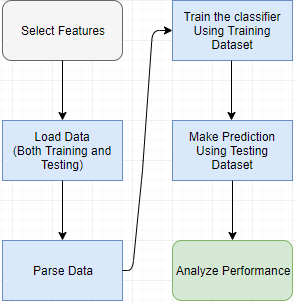 Select Features
Load Data
(Both Training and
Testing)
Parse Data
Train the classifier
Using Training
Dataset
Make Prediction
Using Testing
Dataset
Analyze Performance